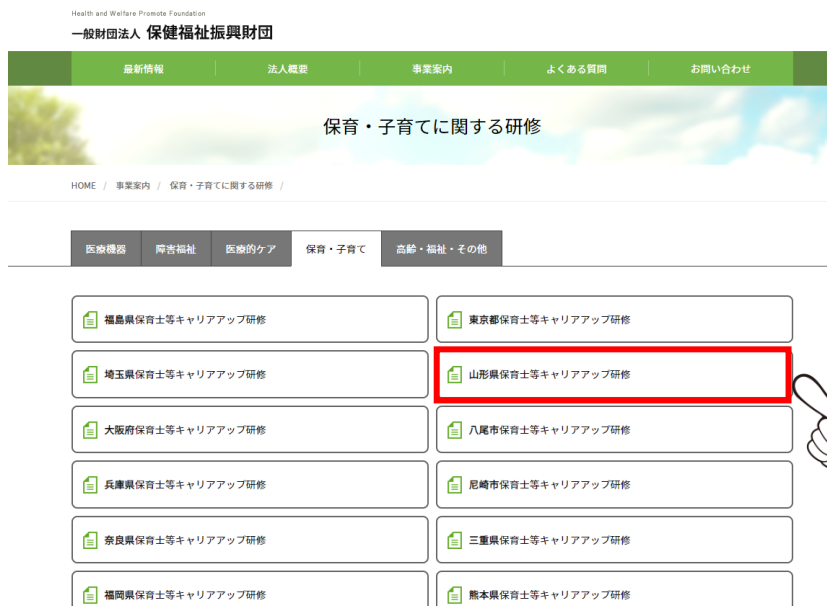 Health and Welfare Promote Foundation
一般財団法人 保健福祉振興財団
最新情報 法人概要 事業案内 よくある質問 お問い合わせ
保育・子育てに関する研修
HOME / 事業案内 / 保育・子育てに関する研修 /
医療機器 障害福祉 医療的ケア 保育・子育て 高齢・福祉・その他
福島県保育士等キャリアアップ研修 東京都保育士等キャリアアップ研修
埼玉県保育士等キャリアアップ研修 山形県保育士等キャリアアップ研修
大阪府保育士等キャリアアップ研修 八尾市保育士等キャリアアップ研修
兵庫県保育士等キャリアアップ研修 尼崎市保育士等キャリアアップ研修
奈良県保育士等キャリアアップ研修 三重県保育士等キャリアアップ研修
福岡県保育士等キャリアアップ研修 熊本県保育士等キャリアアップ研修